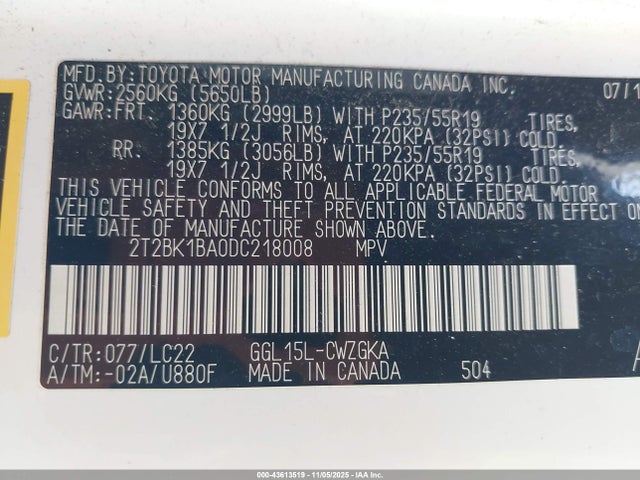 MFD.BY:TOYOTA MOTOR MANUFACTURING CANADA INC. 07/1
GVWR:2560KG (5650LB)
GAWR:FRT. 1360KG (2999LB) WITH P235/55R19 TIRES,
19X7 1/2J RIMS, AT 220KPA (32PSI) COLD.
RR. 1385KG (3056LB) WITH P235/55R19 TIRES,
19X7 1/2J RIMS, AT 220KPA (32PSI) COLD.
THIS VEHICLE CONFORMS TO ALL APPLICABLE FEDERAL MOTOR
VEHICLE SAFETY AND THEFT PREVENTION STANDARDS IN EFFECT ON
THE DATE OF MANUFACTURE SHOWN ABOVE.
2T2BK1BA0DC218008 MPV
C/TR:077/LC22 GGL15L-CWZGKA
A/TM:-02A/U880F MADE IN CANADA 504
000-43613519 - 11/05/2025 - IAA, Inc.